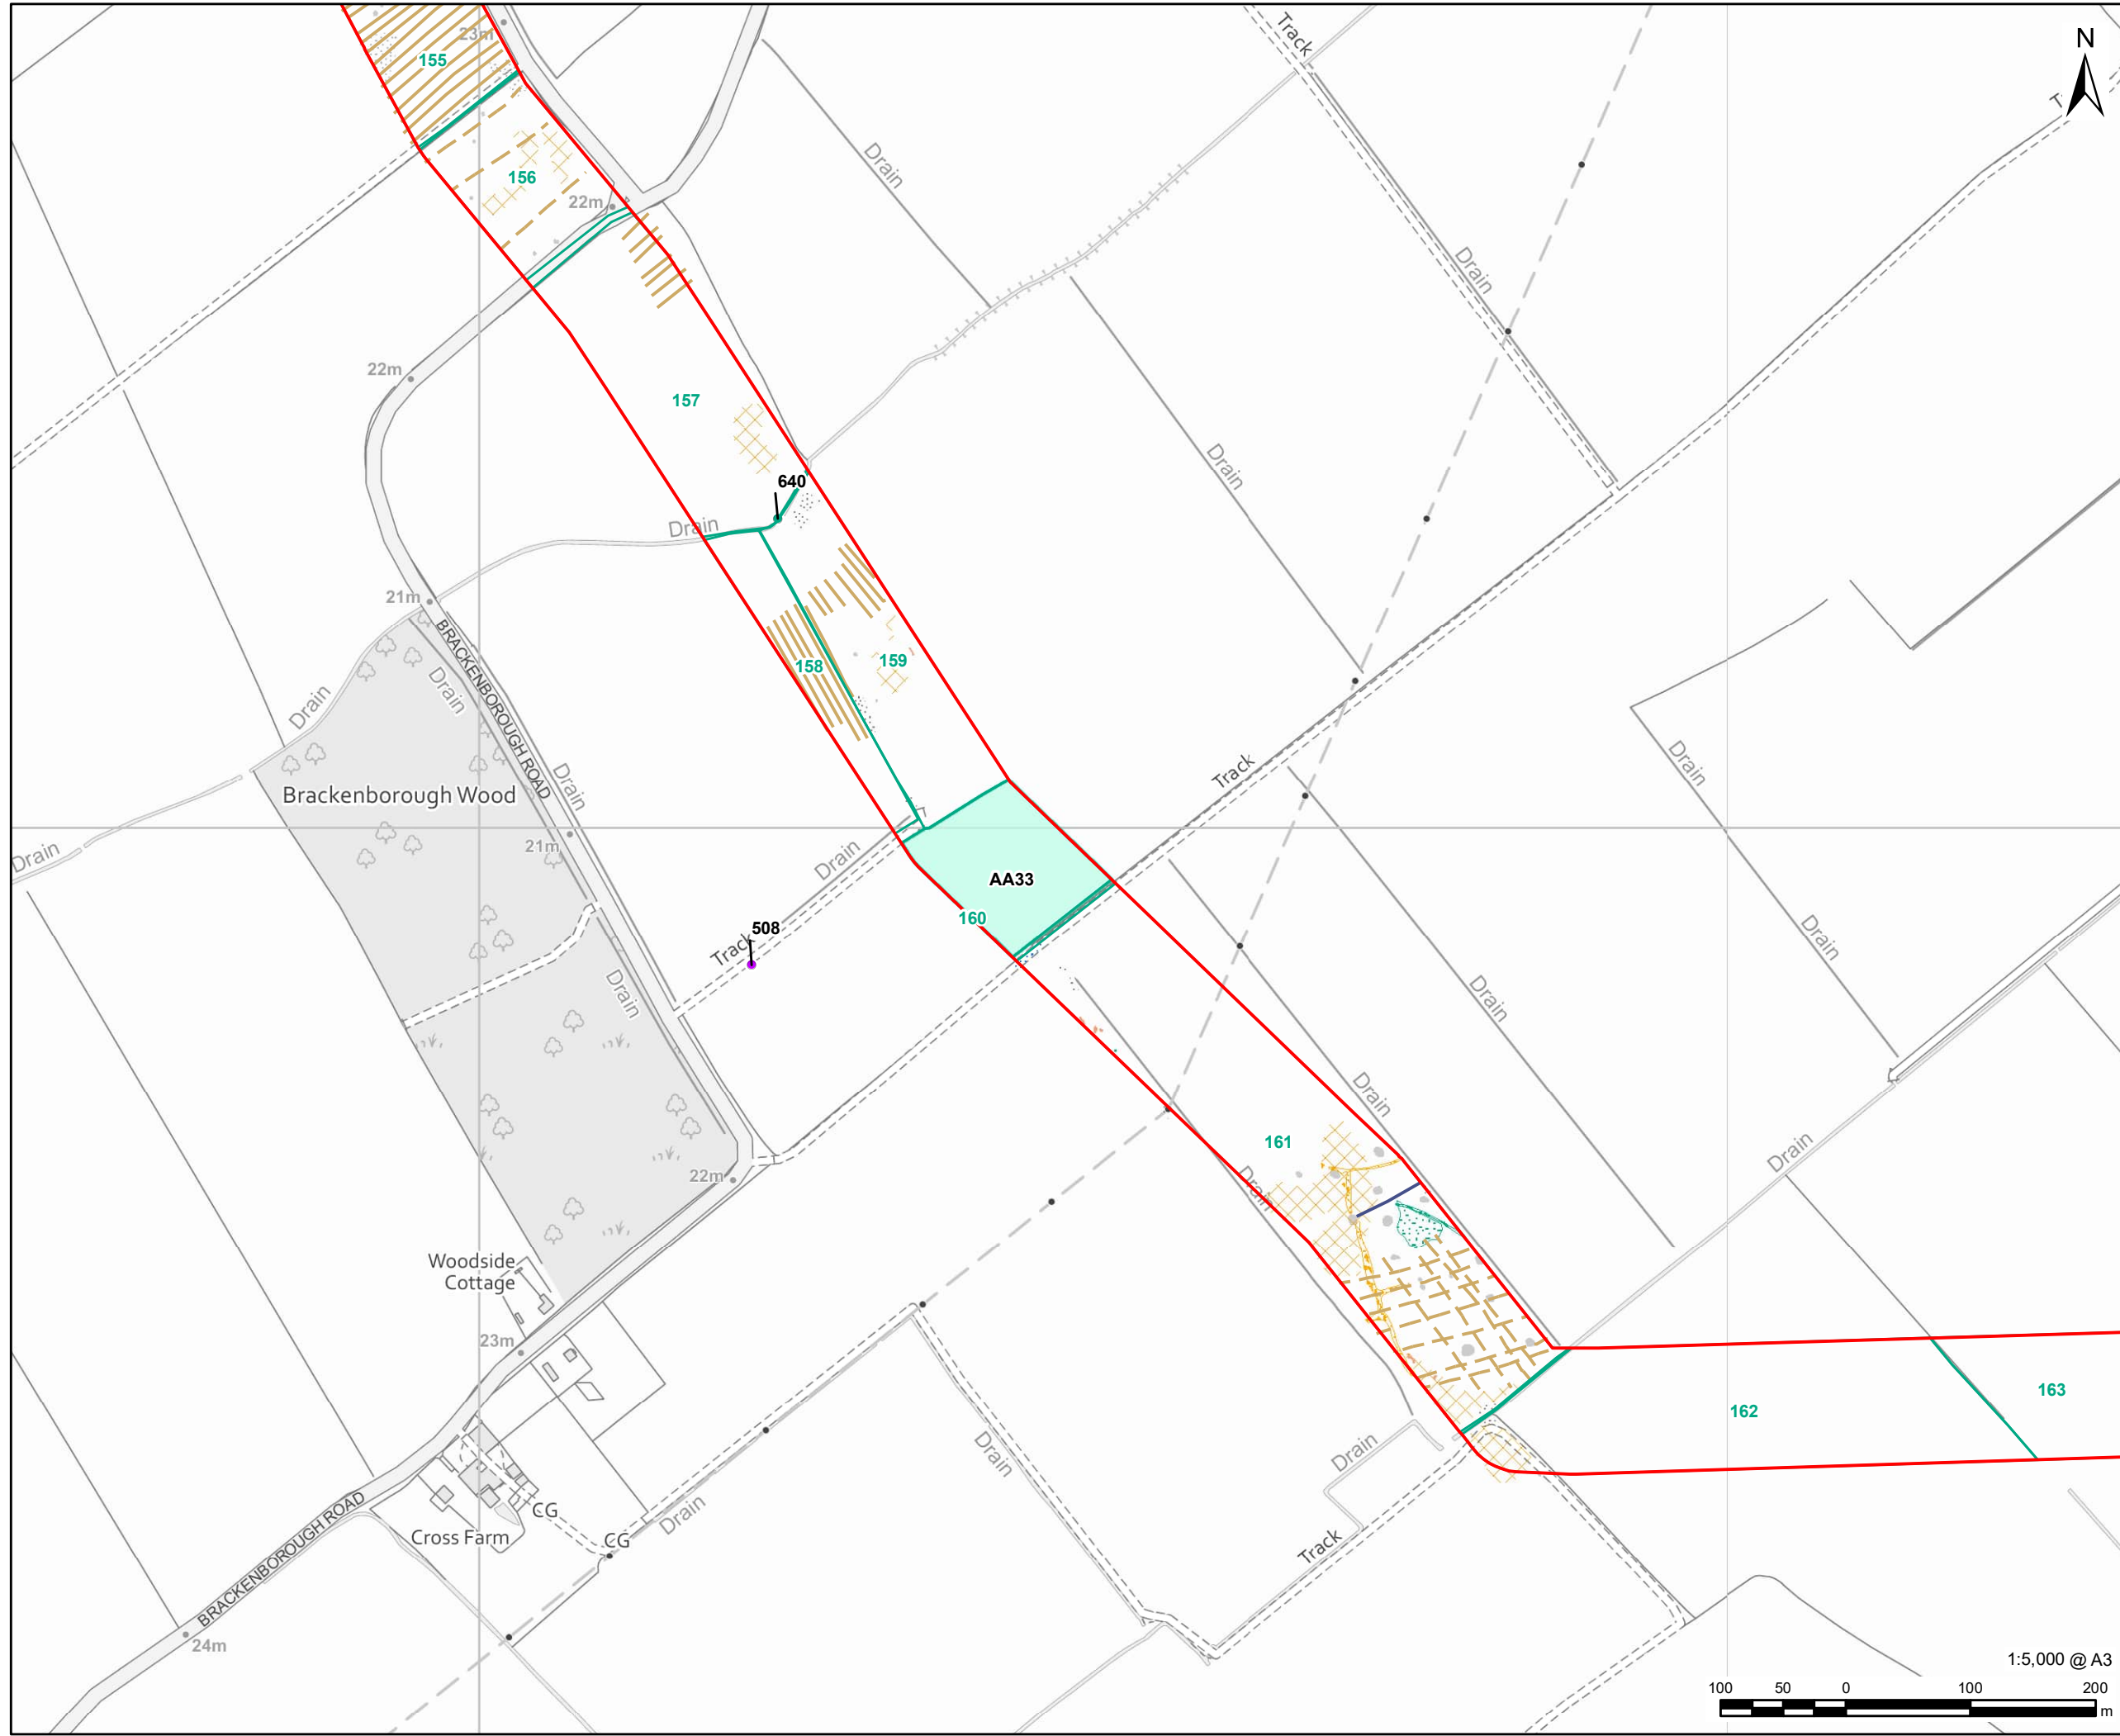 Track
N
23m
155
T
Drain
156
22m
Drain
22m
157
Drain
640
Drain
21m
BRACKENBOROUGH ROAD
159
158
Drain
Drain
Track
Drain
Drain
Brackenborough Wood
21m
Drain
Drain
AA33
160
508
Track
Drain
Drain
Drain
Drain
161
Drain
22m
Drain
Woodside
Cottage
23m
163
162
Drain
Drain
CG
Drain
BRACKENBOROUGH ROAD
Cross Farm
CG
Track
24m
1:5,000 @ A3
100 50 0 100 200
m